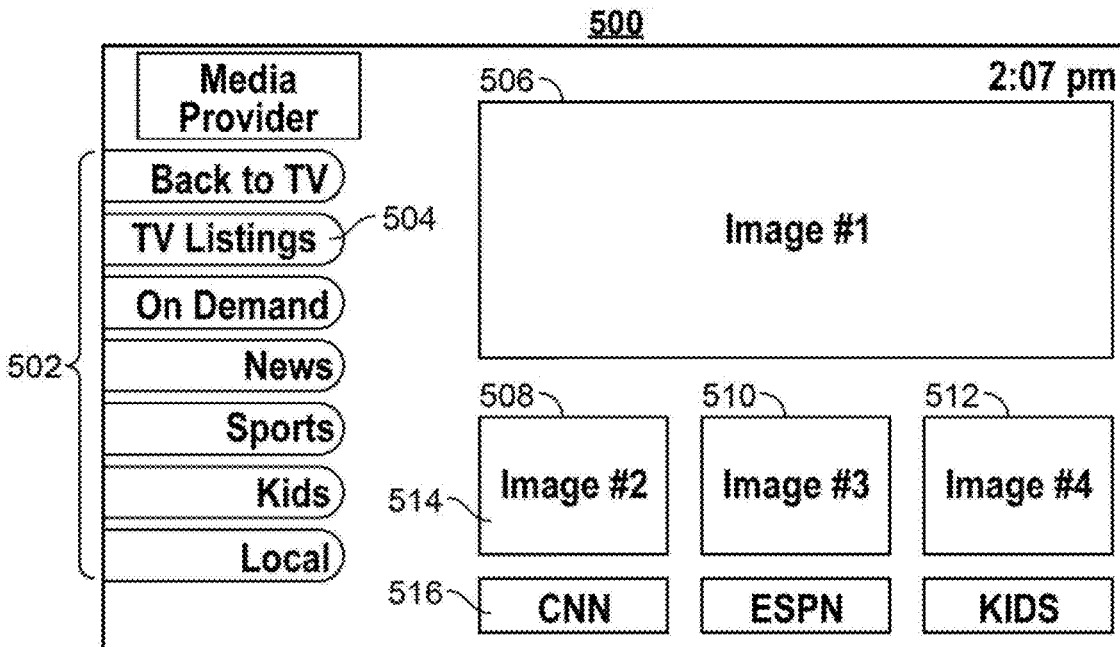 500
Media
Provider
2:07 pm
506
Back to TV
504
TV Listings
Image #1
On Demand
502
News
508
510
512
Sports
Image #2
Image #3
Image #4
514
Kids
Local
516
CNN
ESPN
KIDS